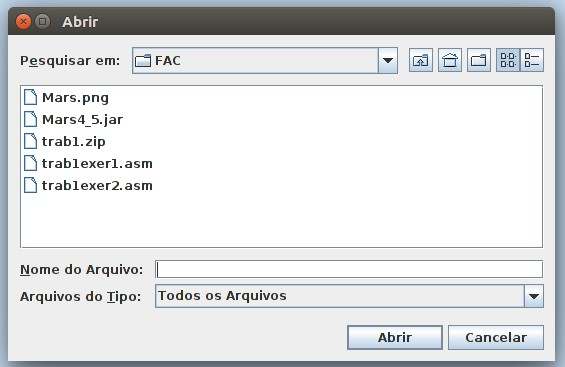 Abrir
Pesquisar em: FAC
Mars.png
Mars4_5.jar
trab1.zip
trab1exer1.asm
trab1exer2.asm
Nome do Arquivo:
Arquivos do Tipo: Todos os Arquivos
Abrir Cancelar